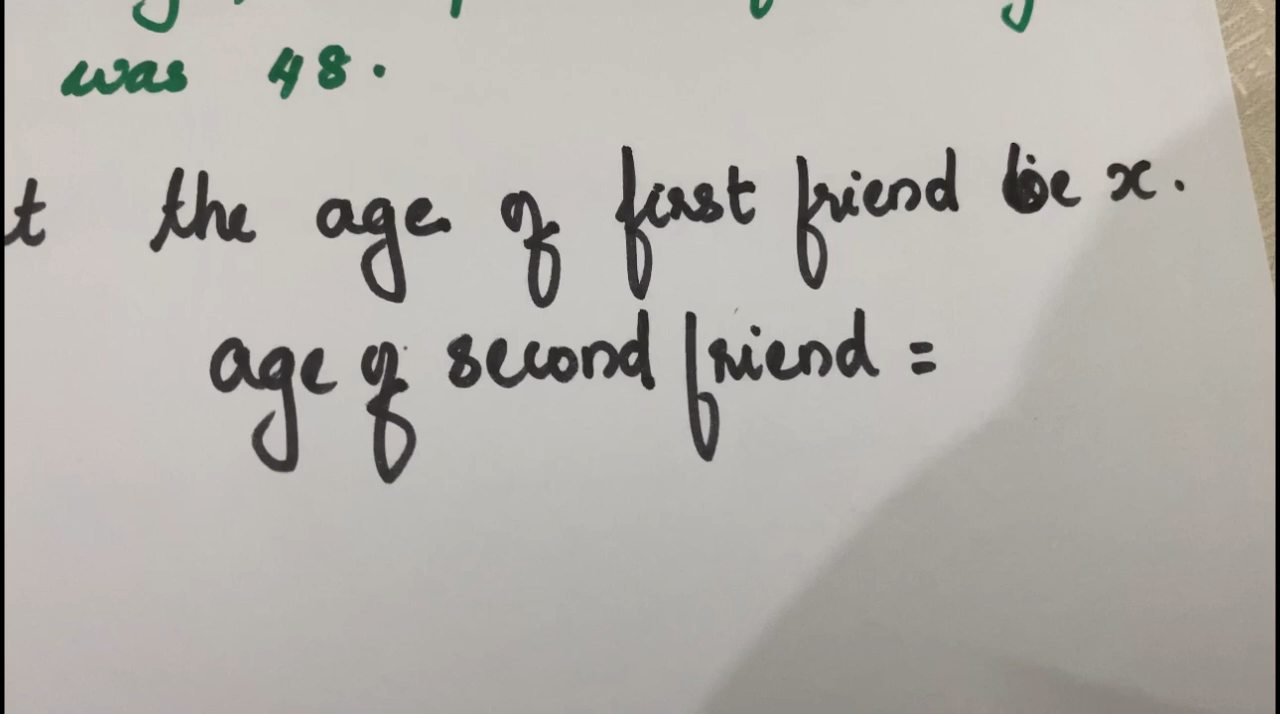 was 48.
t the age of first friend be x.
age of second friend =